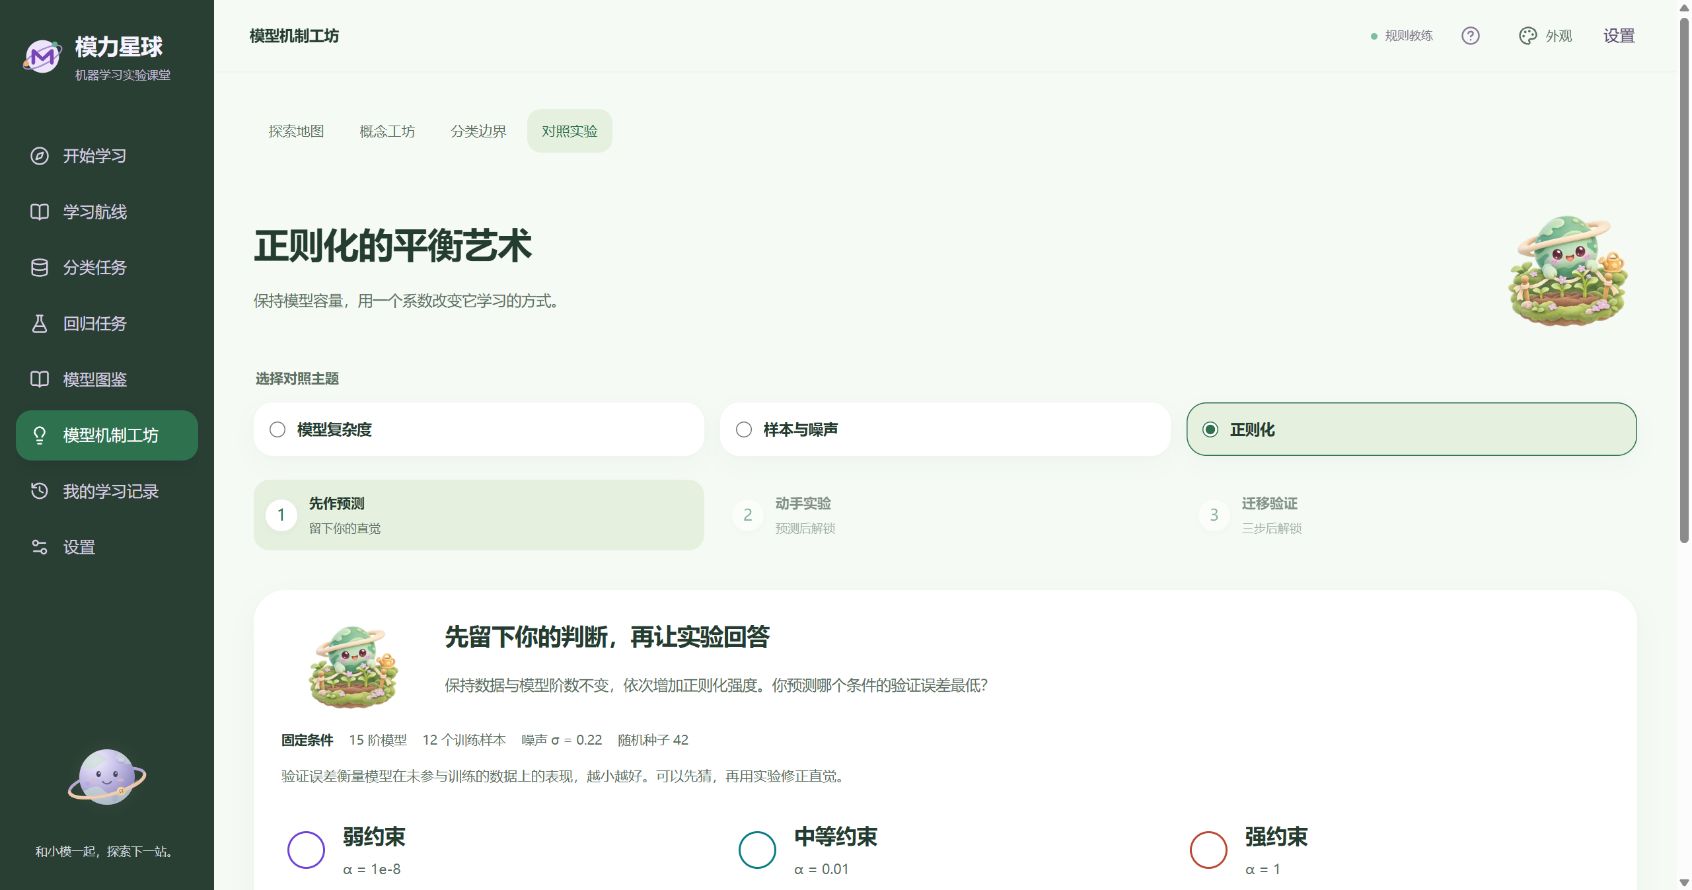 模力星球
机器学习实验课堂
开始学习
学习航线
分类任务
回归任务
模型图鉴
模型机制工坊
我的学习记录
设置
和小模一起，探索下一站。
模型机制工坊
规则教练
外观
设置
探索地图
概念工坊
分类边界
对照实验
正则化的平衡艺术
保持模型容量，用一个系数改变它学习的方式。
选择对照主题
模型复杂度
样本与噪声
正则化
1
先作预测
留下你的直觉
2
动手实验
预测后解锁
3
迁移验证
三步后解锁
先留下你的判断，再让实验回答
保持数据与模型阶数不变，依次增加正则化强度。你预测哪个条件的验证误差最低？
固定条件 15 阶模型 12 个训练样本 噪声 σ = 0.22 随机种子 42
验证误差衡量模型在未参与训练的数据上的表现，越小越好。可以先猜，再用实验修正直觉。
弱约束
α = 1e-8
中等约束
α = 0.01
强约束
α = 1